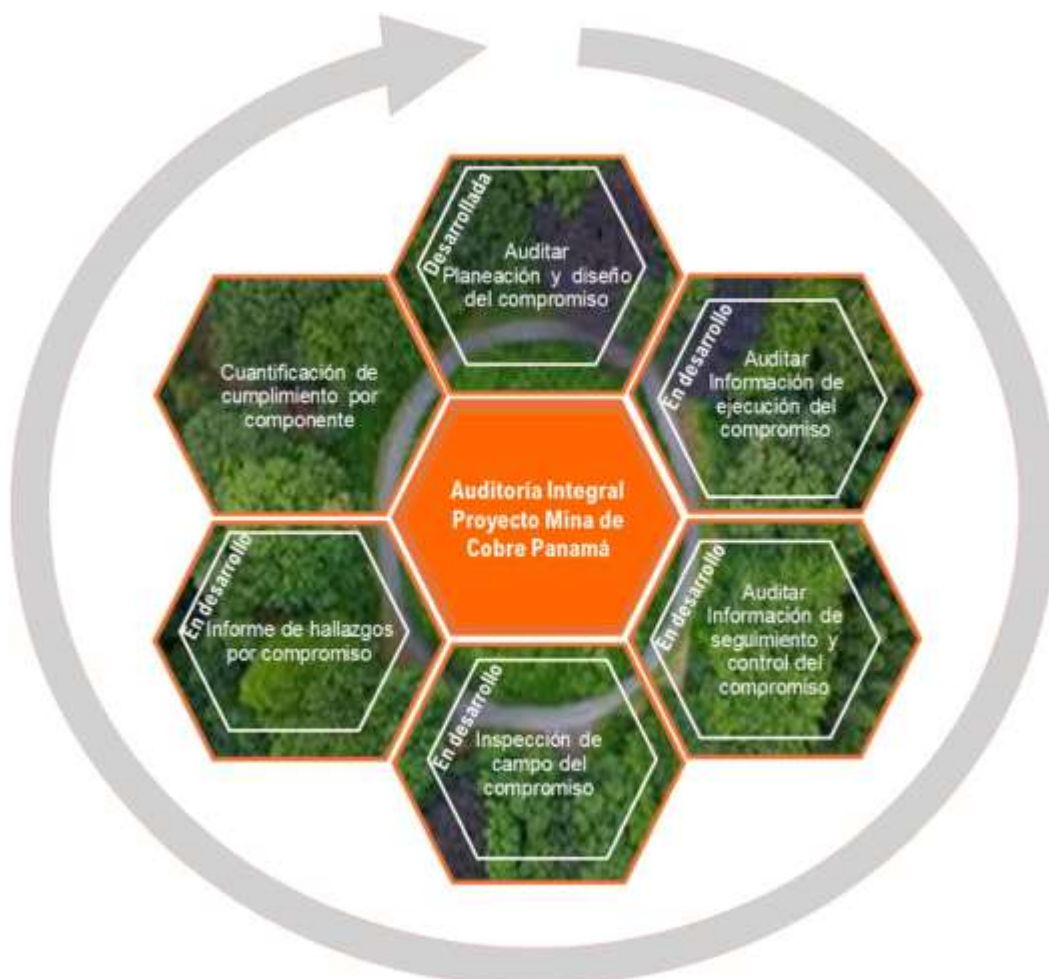 Desarrollada
Auditar
Planeación y diseño
del compromiso
En desarrollo
Auditar
Información de
ejecución del
compromiso
En desarrollo
Auditar
Información de
seguimiento y
control del
compromiso
En desarrollo
Inspección de
campo del
compromiso
En desarrollo
Informe de hallazgos
por compromiso
Cuantificación de
cumplimiento por
componente
Auditoría Integral
Proyecto Mina de
Cobre Panamá